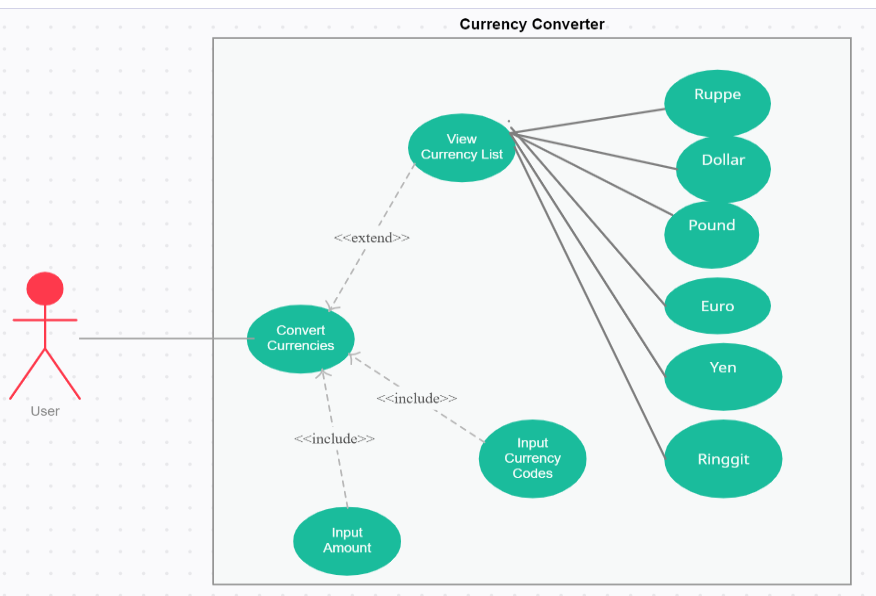 Currency Converter
Ruppe
View
Currency List
Dollar
Pound
<<extend>>
Euro
Convert
Currencies
Yen
<<include>>
User
<<include>>
Input
Currency
Codes
Ringgit
Input
Amount